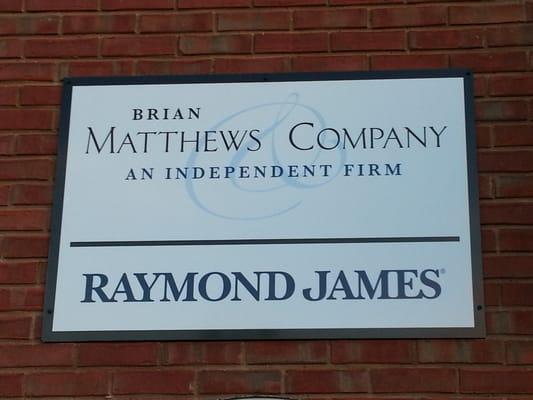 BRIAN
MATTHEWS & COMPANY
AN INDEPENDENT FIRM
RAYMOND JAMES®